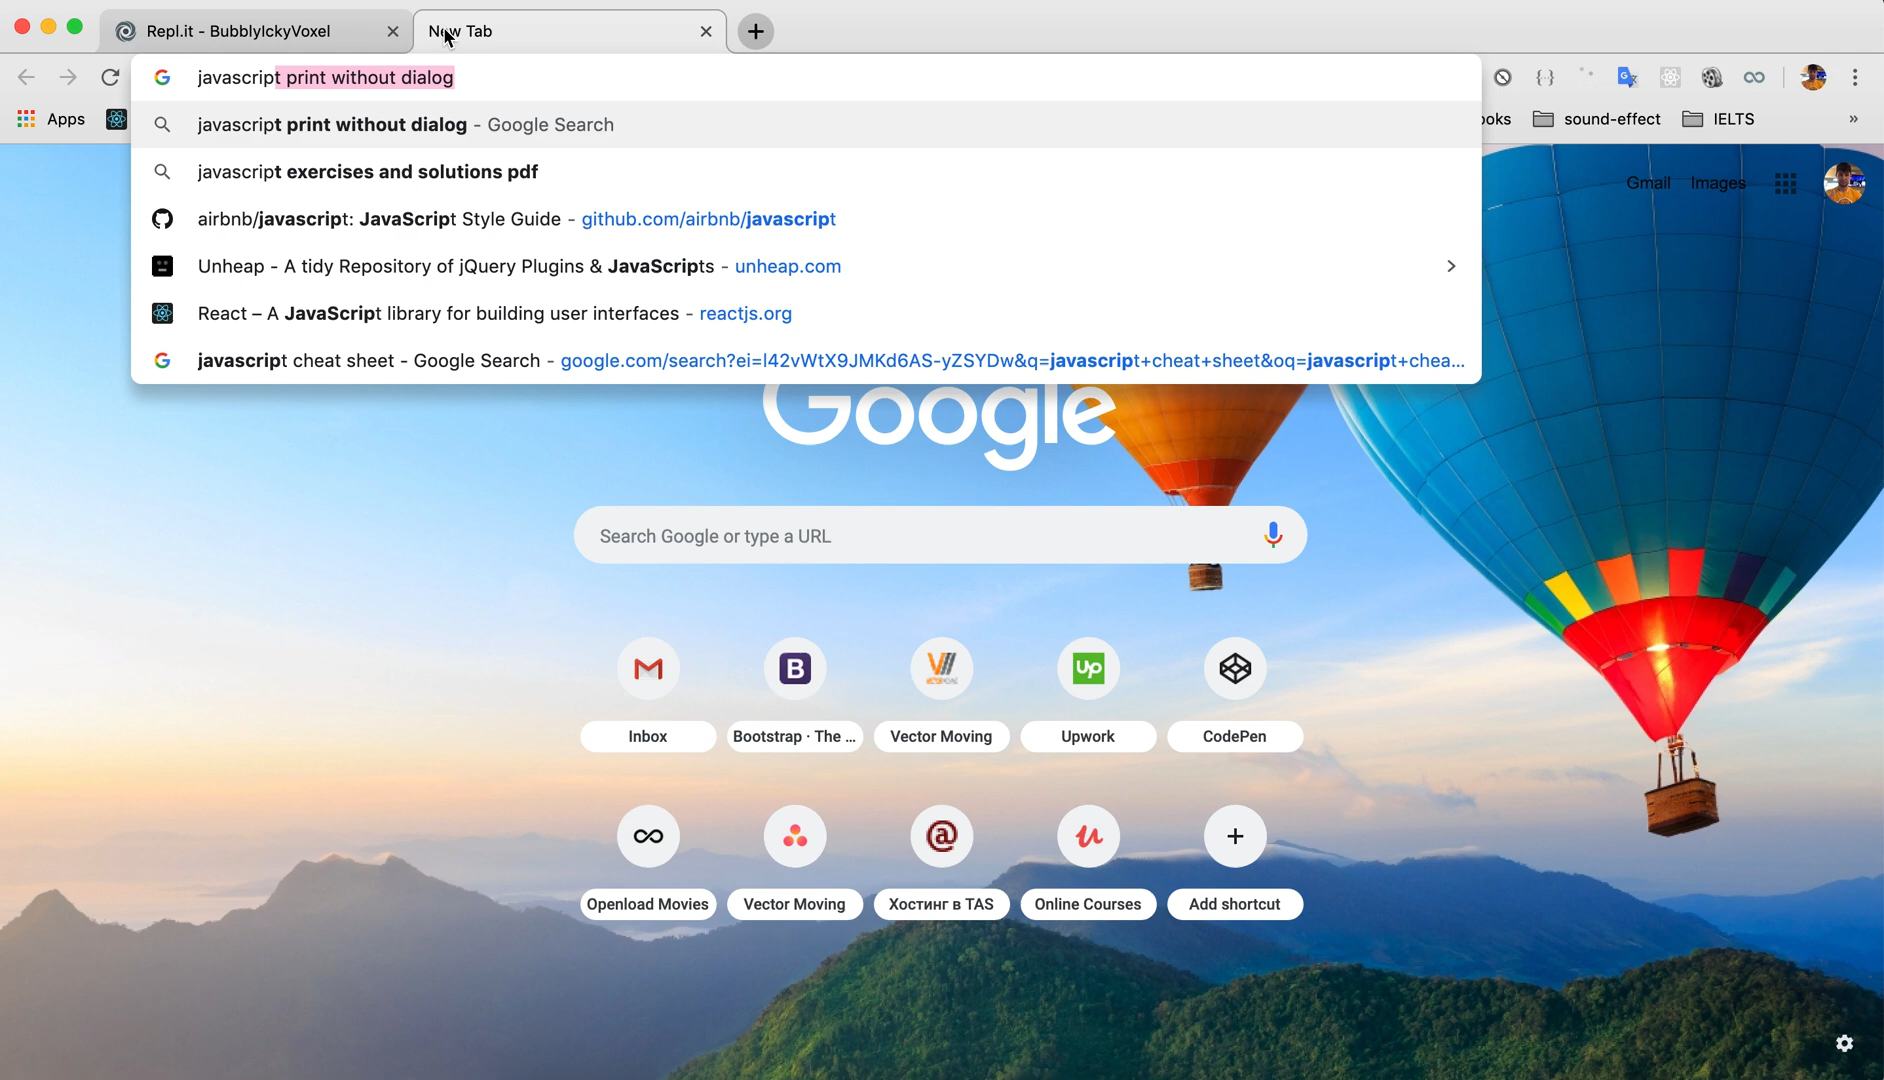 Repl.it - BubblyIckyVoxel
New Tab
javascript print without dialog
javascript print without dialog - Google Search
javascript exercises and solutions pdf
airbnb/javascript: JavaScript Style Guide - github.com/airbnb/javascript
Unheap - A tidy Repository of jQuery Plugins & JavaScripts - unheap.com
React – A JavaScript library for building user interfaces - reactjs.org
javascript cheat sheet - Google Search - google.com/search?ei=l42vWtX9JMKd6AS-yZSYDw&q=javascript+cheat+sheet&oq=javascript+chea...
Apps
ooks
sound-effect
IELTS
»
Gmail
Images
Google
Search Google or type a URL
Inbox
Bootstrap · The ...
Vector Moving
Upwork
CodePen
Openload Movies
Vector Moving
Хостинг в TAS
Online Courses
Add shortcut